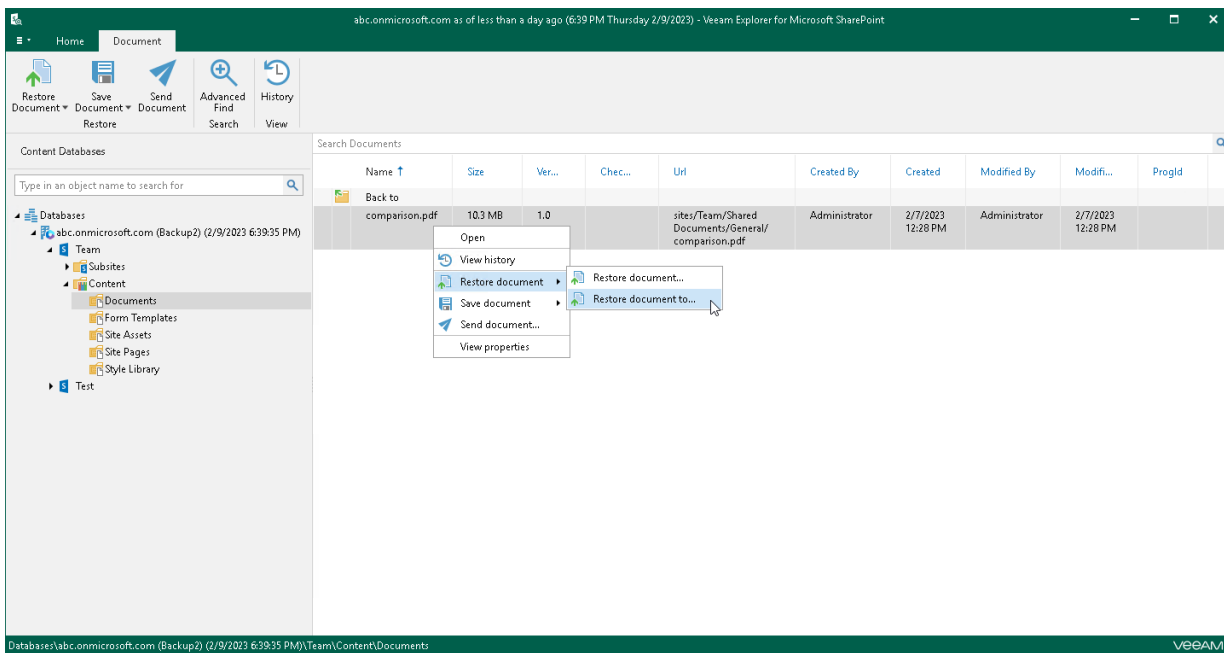 abc.onmicrosoft.com as of less than a day ago (6:39 PM Thursday 2/9/2023) - Veeam Explorer for Microsoft SharePoint
Home Document
Restore Document
Save Document
Send Document
Advanced Find
History
Restore Search View
Content Databases
Type in an object name to search for
Databases
abc.onmicrosoft.com (Backup2) (2/9/2023 6:39:35 PM)
Team
Subsites
Content
Documents
Form Templates
Site Assets
Site Pages
Style Library
Test
Search Documents
Name Size Ver... Chec... Url Created By Created Modified By Modifi... ProgId
Back to
comparison.pdf 10.3 MB 1.0 sites/Team/Shared Administrator 2/7/2023 Administrator 2/7/2023
Documents/General/ 12:28 PM 12:28 PM
comparison.pdf
Open
View history
Restore document
Save document
Send document...
View properties
Restore document...
Restore document to...
Databases\abc.onmicrosoft.com (Backup2) (2/9/2023 6:39:35 PM)\Team\Content\Documents
veeAM